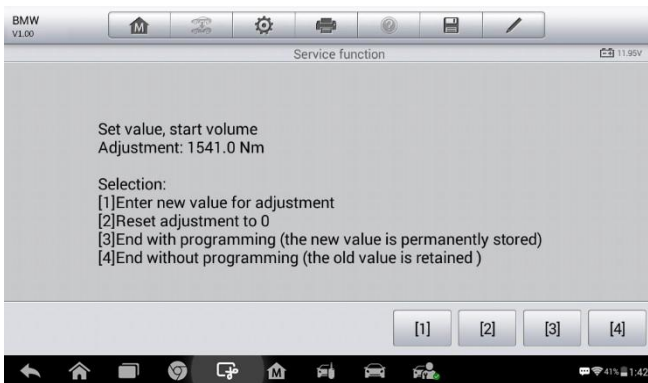 BMW
V1.00
M
Service function
11.95V
Set value, start volume
Adjustment: 1541.0 Nm
Selection:
[1]Enter new value for adjustment
[2]Reset adjustment to 0
[3]End with programming (the new value is permanently stored)
[4]End without programming (the old value is retained )
[1] [2] [3] [4]
M 41% 1:42